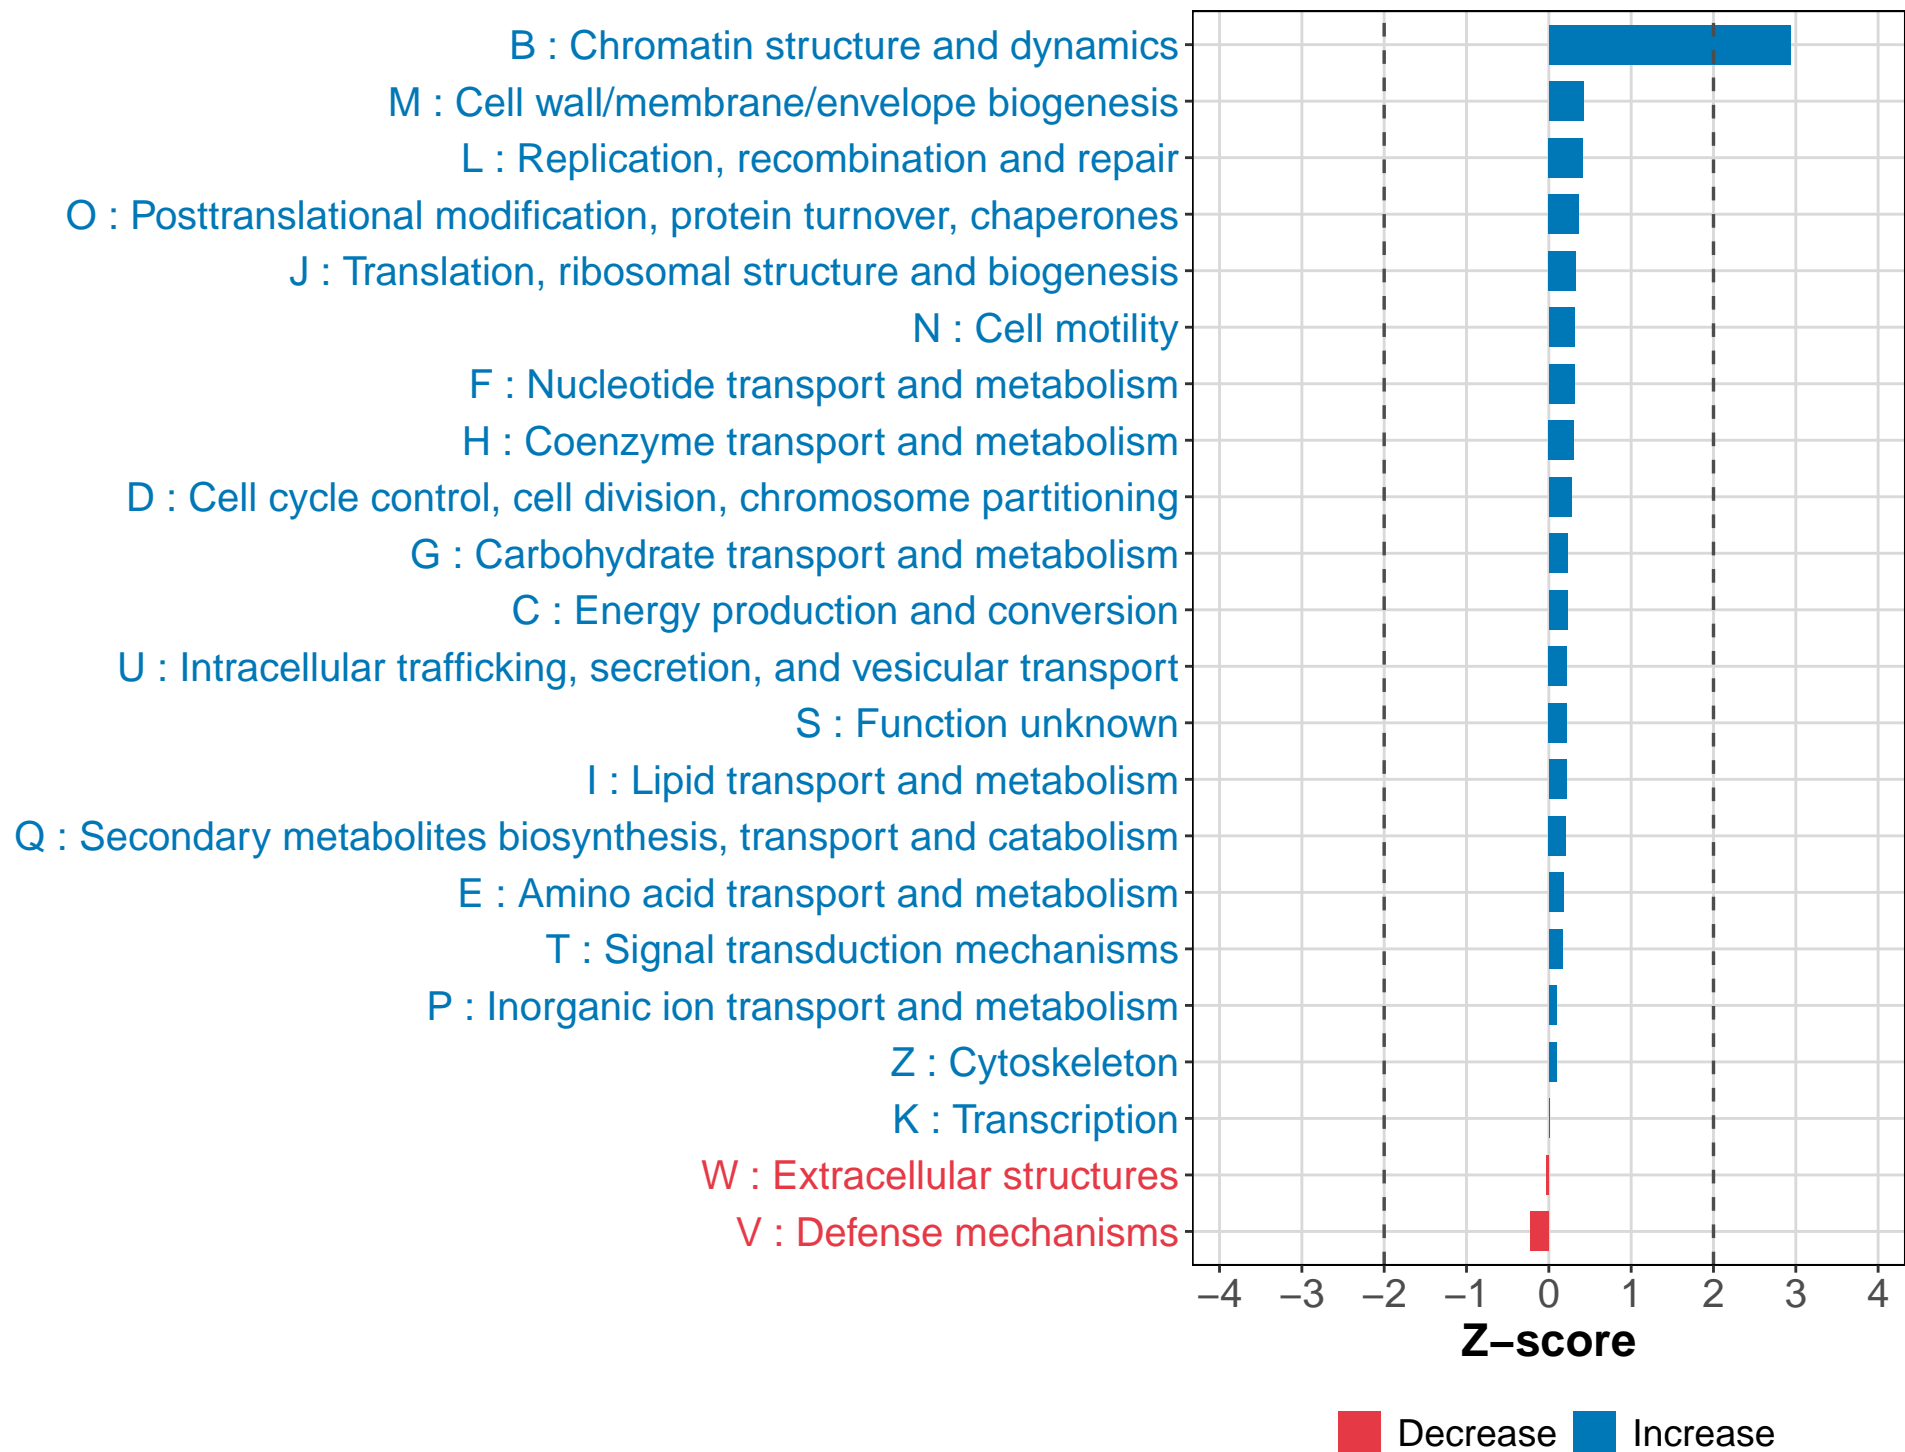 B : Chromatin structure and dynamics
M : Cell wall/membrane/envelope biogenesis
L : Replication, recombination and repair
O : Posttranslational modification, protein turnover, chaperones
J : Translation, ribosomal structure and biogenesis
N : Cell motility
F : Nucleotide transport and metabolism
H : Coenzyme transport and metabolism
D : Cell cycle control, cell division, chromosome partitioning
G : Carbohydrate transport and metabolism
C : Energy production and conversion
U : Intracellular trafficking, secretion, and vesicular transport
S : Function unknown
I : Lipid transport and metabolism
Q : Secondary metabolites biosynthesis, transport and catabolism
E : Amino acid transport and metabolism
T : Signal transduction mechanisms
P : Inorganic ion transport and metabolism
Z : Cytoskeleton
K : Transcription
W : Extracellular structures
V : Defense mechanisms
−4 −3 −2 −1 0 1 2 3 4
Z−score
Decrease Increase